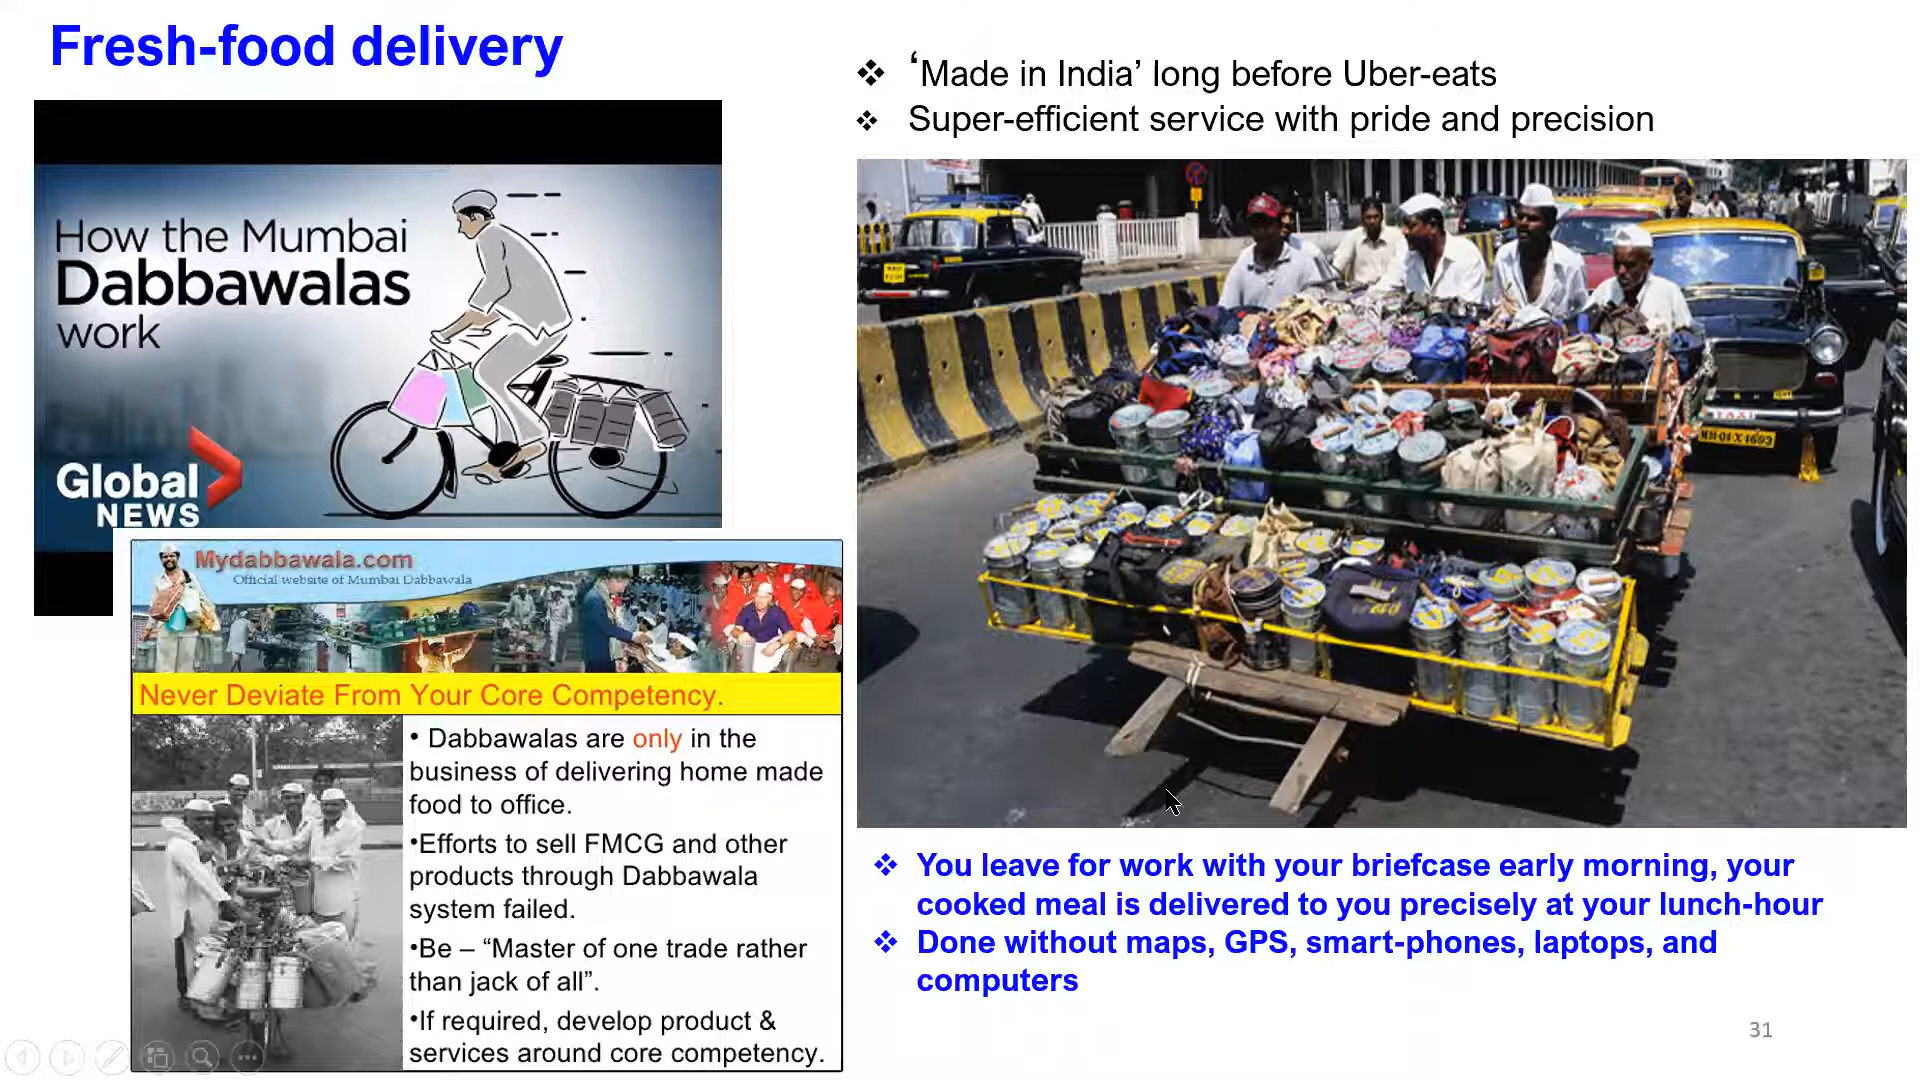 Fresh-food delivery
❖ ‘Made in India’ long before Uber-eats
❖ Super-efficient service with pride and precision
How the Mumbai
Dabbawalas
work
Global
NEWS
Mydabbawala.com
Official website of Mumbai Dabbawala
Never Deviate From Your Core Competency.
• Dabbawalas are only in the
business of delivering home made
food to office.
•Efforts to sell FMCG and other
products through Dabbawala
system failed.
•Be – “Master of one trade rather
than jack of all”.
•If required, develop product &
services around core competency.
TAXI
MH-01 X 1693
❖ You leave for work with your briefcase early morning, your
cooked meal is delivered to you precisely at your lunch-hour
❖ Done without maps, GPS, smart-phones, laptops, and
computers
31